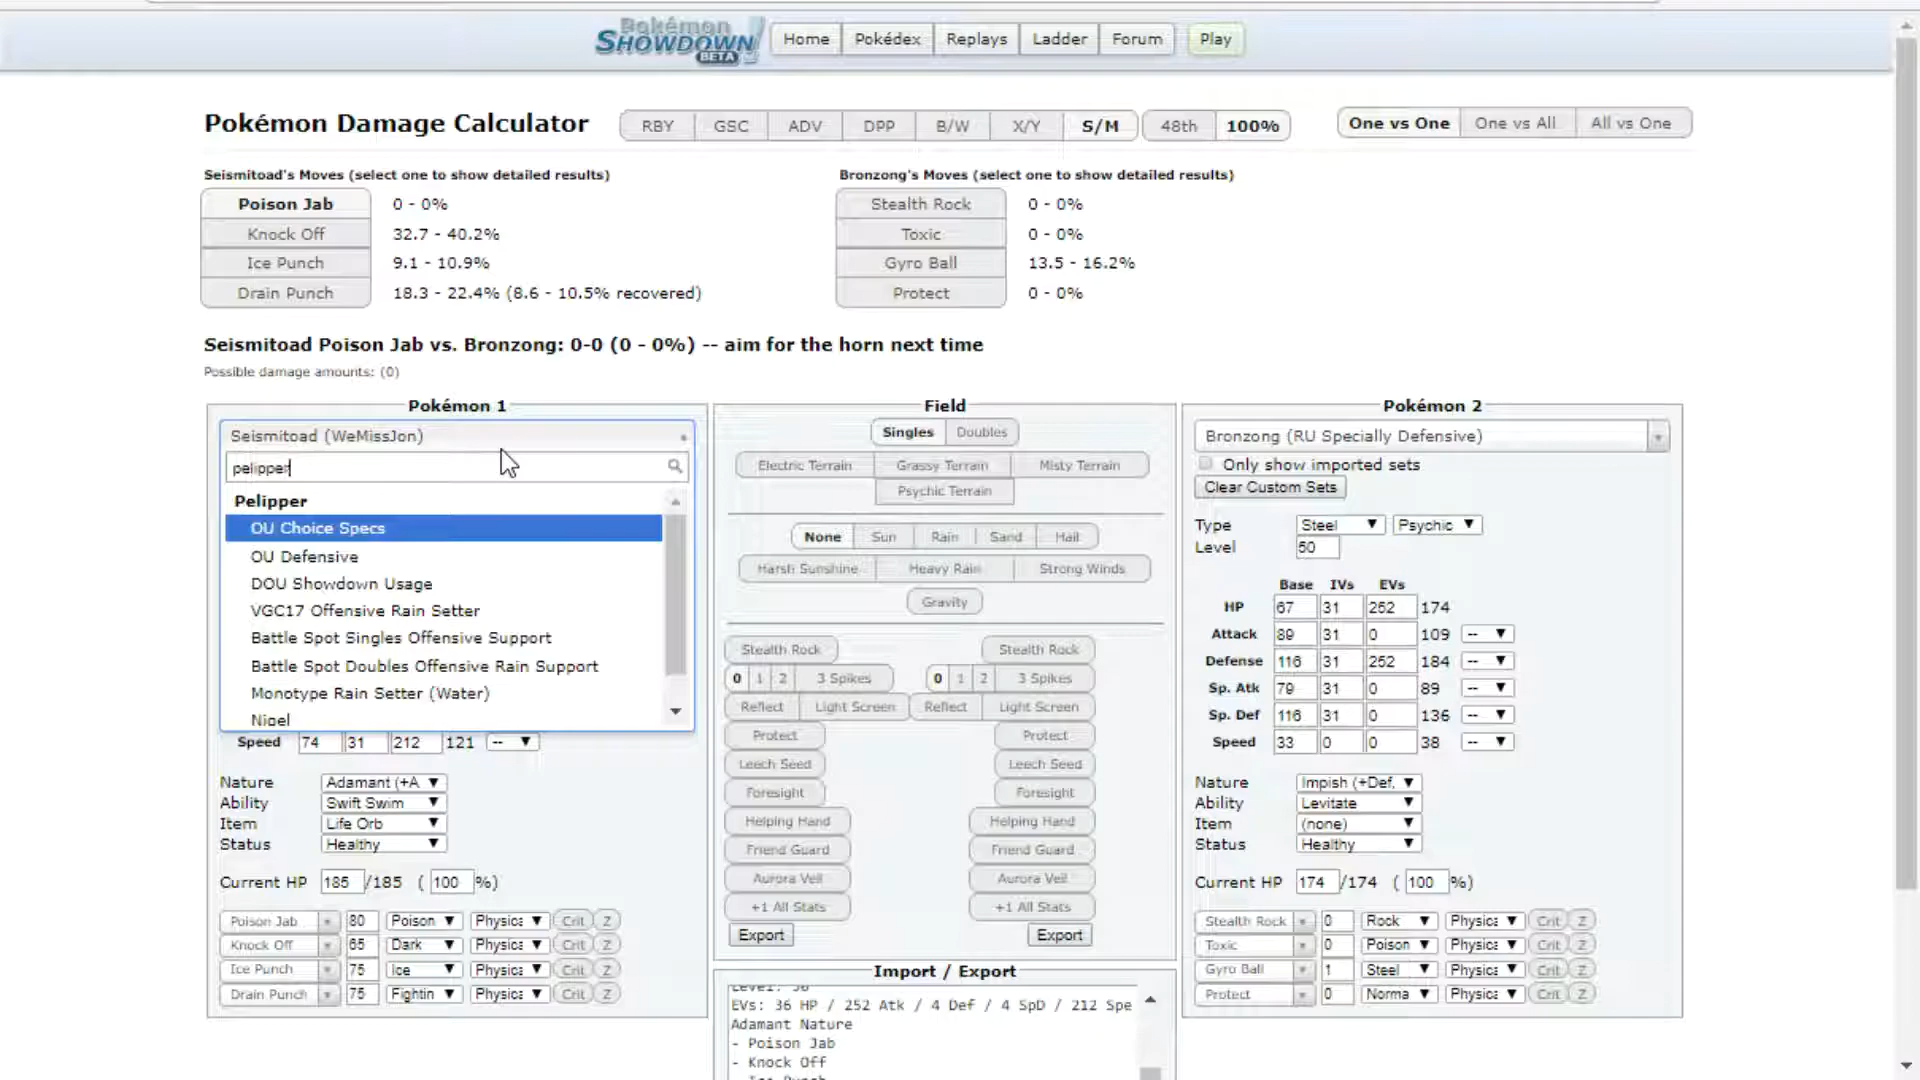 Pokémon SHOWDOWN! BETA
Home Pokédex Replays Ladder Forum Play
Pokémon Damage Calculator RBY GSC ADV DPP B/W X/Y S/M 48th 100% One vs One One vs All All vs One
Seismitoad's Moves (select one to show detailed results)
Poison Jab 0 - 0%
Knock Off 32.7 - 40.2%
Ice Punch 9.1 - 10.9%
Drain Punch 18.3 - 22.4% (8.6 - 10.5% recovered)
Bronzong's Moves (select one to show detailed results)
Stealth Rock 0 - 0%
Toxic 0 - 0%
Gyro Ball 13.5 - 16.2%
Protect 0 - 0%
Seismitoad Poison Jab vs. Bronzong: 0-0 (0 - 0%) -- aim for the horn next time
Possible damage amounts: (0)
Pokémon 1
Seismitoad (WeMissJon)
pelipper
Pelipper
OU Choice Specs
OU Defensive
DOU Showdown Usage
VGC17 Offensive Rain Setter
Battle Spot Singles Offensive Support
Battle Spot Doubles Offensive Rain Support
Monotype Rain Setter (Water)
Nigel
Speed 74 31 212 121 --
Nature Adamant (+A
Ability Swift Swim
Item Life Orb
Status Healthy
Current HP 185 /185 ( 100 %)
Poison Jab 80 Poison Physica Crit Z
Knock Off 65 Dark Physica Crit Z
Ice Punch 75 Ice Physica Crit Z
Drain Punch 75 Fightin Physica Crit Z
Field
Singles Doubles
Electric Terrain Grassy Terrain Misty Terrain
Psychic Terrain
None Sun Rain Sand Hail
Harsh Sunshine Heavy Rain Strong Winds
Gravity
Stealth Rock Stealth Rock
0 1 2 3 Spikes 0 1 2 3 Spikes
Reflect Light Screen Reflect Light Screen
Protect Protect
Leech Seed Leech Seed
Foresight Foresight
Helping Hand Helping Hand
Friend Guard Friend Guard
Aurora Veil Aurora Veil
+1 All Stats +1 All Stats
Export Export
Import / Export
Level: 50
EVs: 36 HP / 252 Atk / 4 Def / 4 SpD / 212 Spe
Adamant Nature
- Poison Jab
- Knock Off
- Ice Punch
Pokémon 2
Bronzong (RU Specially Defensive)
Only show imported sets
Clear Custom Sets
Type Steel Psychic
Level 50
Base IVs EVs
HP 67 31 252 174
Attack 89 31 0 109 --
Defense 116 31 252 184 --
Sp. Atk 79 31 0 89 --
Sp. Def 116 31 0 136 --
Speed 33 0 0 38 --
Nature Impish (+Def,
Ability Levitate
Item (none)
Status Healthy
Current HP 174 /174 ( 100 %)
Stealth Rock 0 Rock Physica Crit Z
Toxic 0 Poison Physica Crit Z
Gyro Ball 1 Steel Physica Crit Z
Protect 0 Norma Physica Crit Z